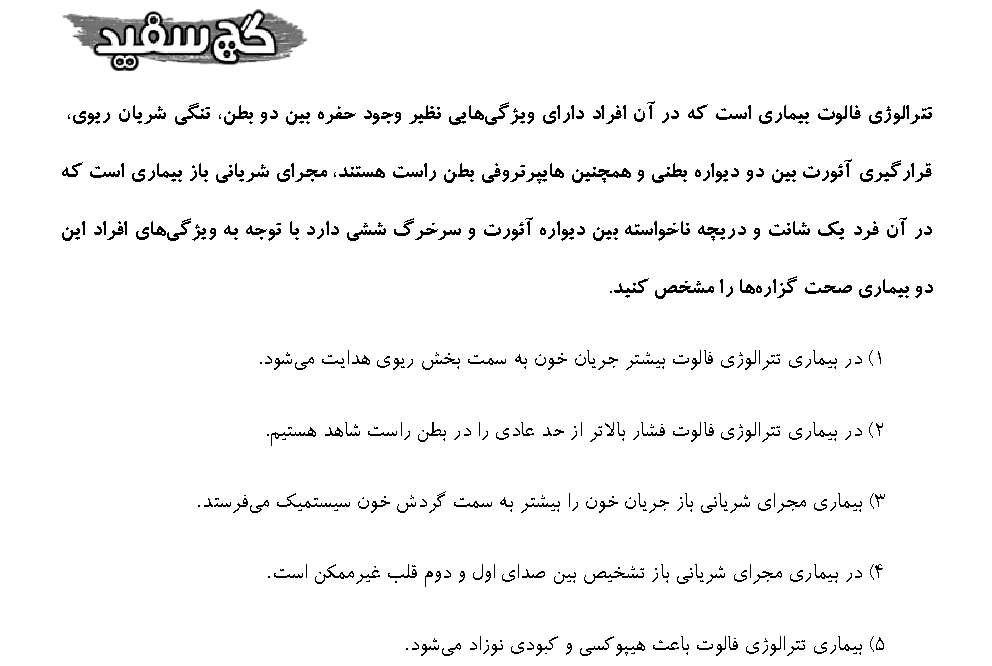 گچ سفید
تترالوژی فالوت بیماری است که در آن افراد دارای ویژگی‌هایی نظیر وجود حفره بین دو بطن، تنگی شریان ریوی،
قرارگیری آئورت بین دو دیواره بطنی و همچنین هایپرتروفی بطن راست هستند، مجرای شریانی باز بیماری است که
در آن فرد یک شانت و دریچه ناخواسته بین دیواره آئورت و سرخرگ ششی دارد با توجه به ویژگی‌های افراد این
دو بیماری صحت گزاره‌ها را مشخص کنید.
۱) در بیماری تترالوژی فالوت بیشتر جریان خون به سمت بخش ریوی هدایت می‌شود.
۲) در بیماری تترالوژی فالوت فشار بالاتر از حد عادی را در بطن راست شاهد هستیم.
۳) بیماری مجرای شریانی باز جریان خون را بیشتر به سمت گردش خون سیستمیک می‌فرستد.
۴) در بیماری مجرای شریانی باز تشخیص بین صدای اول و دوم قلب غیرممکن است.
۵) بیماری تترالوژی فالوت باعث هیپوکسی و کبودی نوزاد می‌شود.